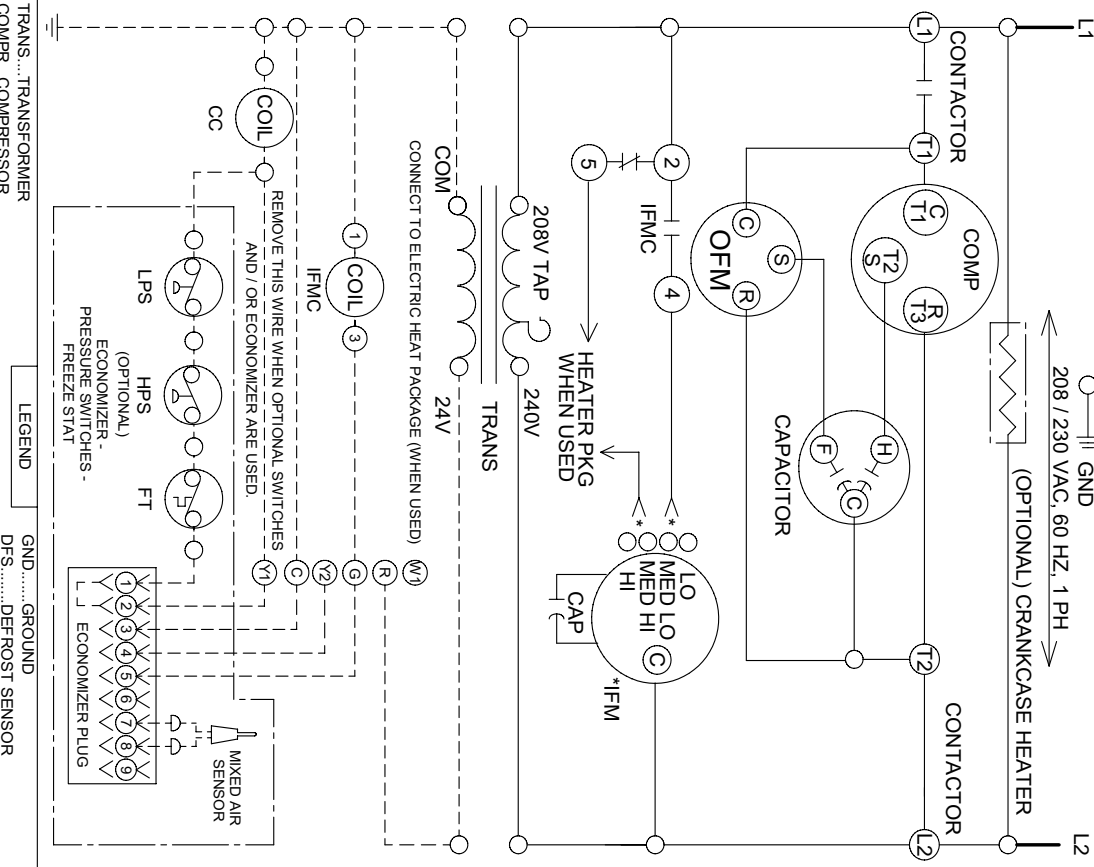 L1
L2
GND
208 / 230 VAC, 60 HZ, 1 PH
(OPTIONAL) CRANKCASE HEATER
L1
CONTACTOR
T1
COMP
C
T1
T2
S
R
T3
T2
CONTACTOR
L2
C
S
OFM
R
H
F
C
CAPACITOR
2
IFMC
4
5
HEATER PKG
WHEN USED
*
*
LO
MED LO
MED HI
HI
C
CAP
*IFM
208V TAP
240V
TRANS
COM
24V
CONNECT TO ELECTRIC HEAT PACKAGE (WHEN USED)
W1
R
G
Y2
C
Y1
1
COIL
3
IFMC
REMOVE THIS WIRE WHEN OPTIONAL SWITCHES
AND / OR ECONOMIZER ARE USED.
COIL
CC
LPS
HPS
FT
(OPTIONAL)
ECONOMIZER -
PRESSURE SWITCHES -
FREEZE STAT
1
2
3
4
5
6
7
8
9
ECONOMIZER PLUG
MIXED AIR
SENSOR
LEGEND
TRANS....TRANSFORMER
COMPR COMPRESSOR
GND.........GROUND
DFS.........DEFROST SENSOR